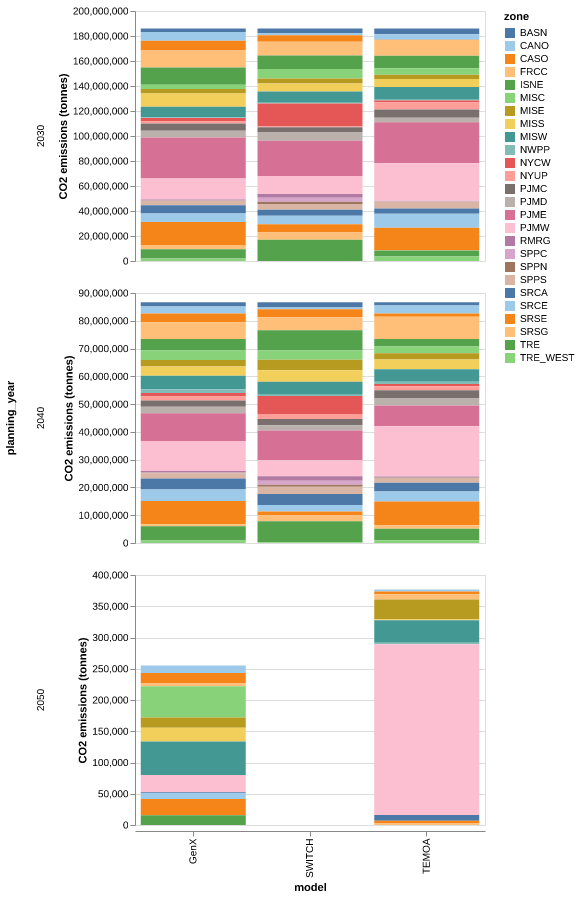 zone
BASN
CANO
CASO
FRCC
ISNE
MISC
MISE
MISS
MISW
NWPP
NYCW
NYUP
PJMC
PJMD
PJME
PJMW
RMRG
SPPC
SPPN
SPPS
SRCA
SRCE
SRSE
SRSG
TRE
TRE_WEST
planning_year
2030
CO2 emissions (tonnes)
200,000,000
180,000,000
160,000,000
140,000,000
120,000,000
100,000,000
80,000,000
60,000,000
40,000,000
20,000,000
0
2040
CO2 emissions (tonnes)
90,000,000
80,000,000
70,000,000
60,000,000
50,000,000
40,000,000
30,000,000
20,000,000
10,000,000
0
2050
CO2 emissions (tonnes)
400,000
350,000
300,000
250,000
200,000
150,000
100,000
50,000
0
GenX
SWITCH
TEMOA
model